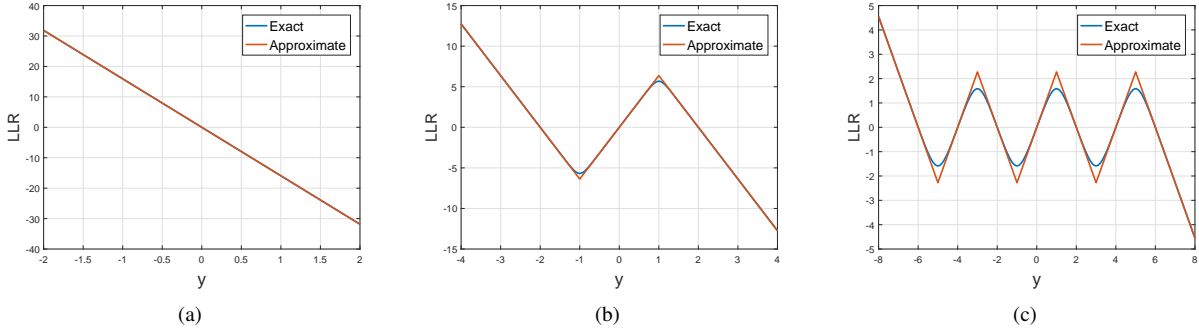 40
30
20
10
0
-10
-20
-30
-40
LLR
-2 -1.5 -1 -0.5 0 0.5 1 1.5 2
y
Exact
Approximate
(a)
15
10
5
0
-5
-10
-15
LLR
-4 -3 -2 -1 0 1 2 3 4
y
Exact
Approximate
(b)
5
4
3
2
1
0
-1
-2
-3
-4
-5
LLR
-8 -6 -4 -2 0 2 4 6 8
y
Exact
Approximate
(c)